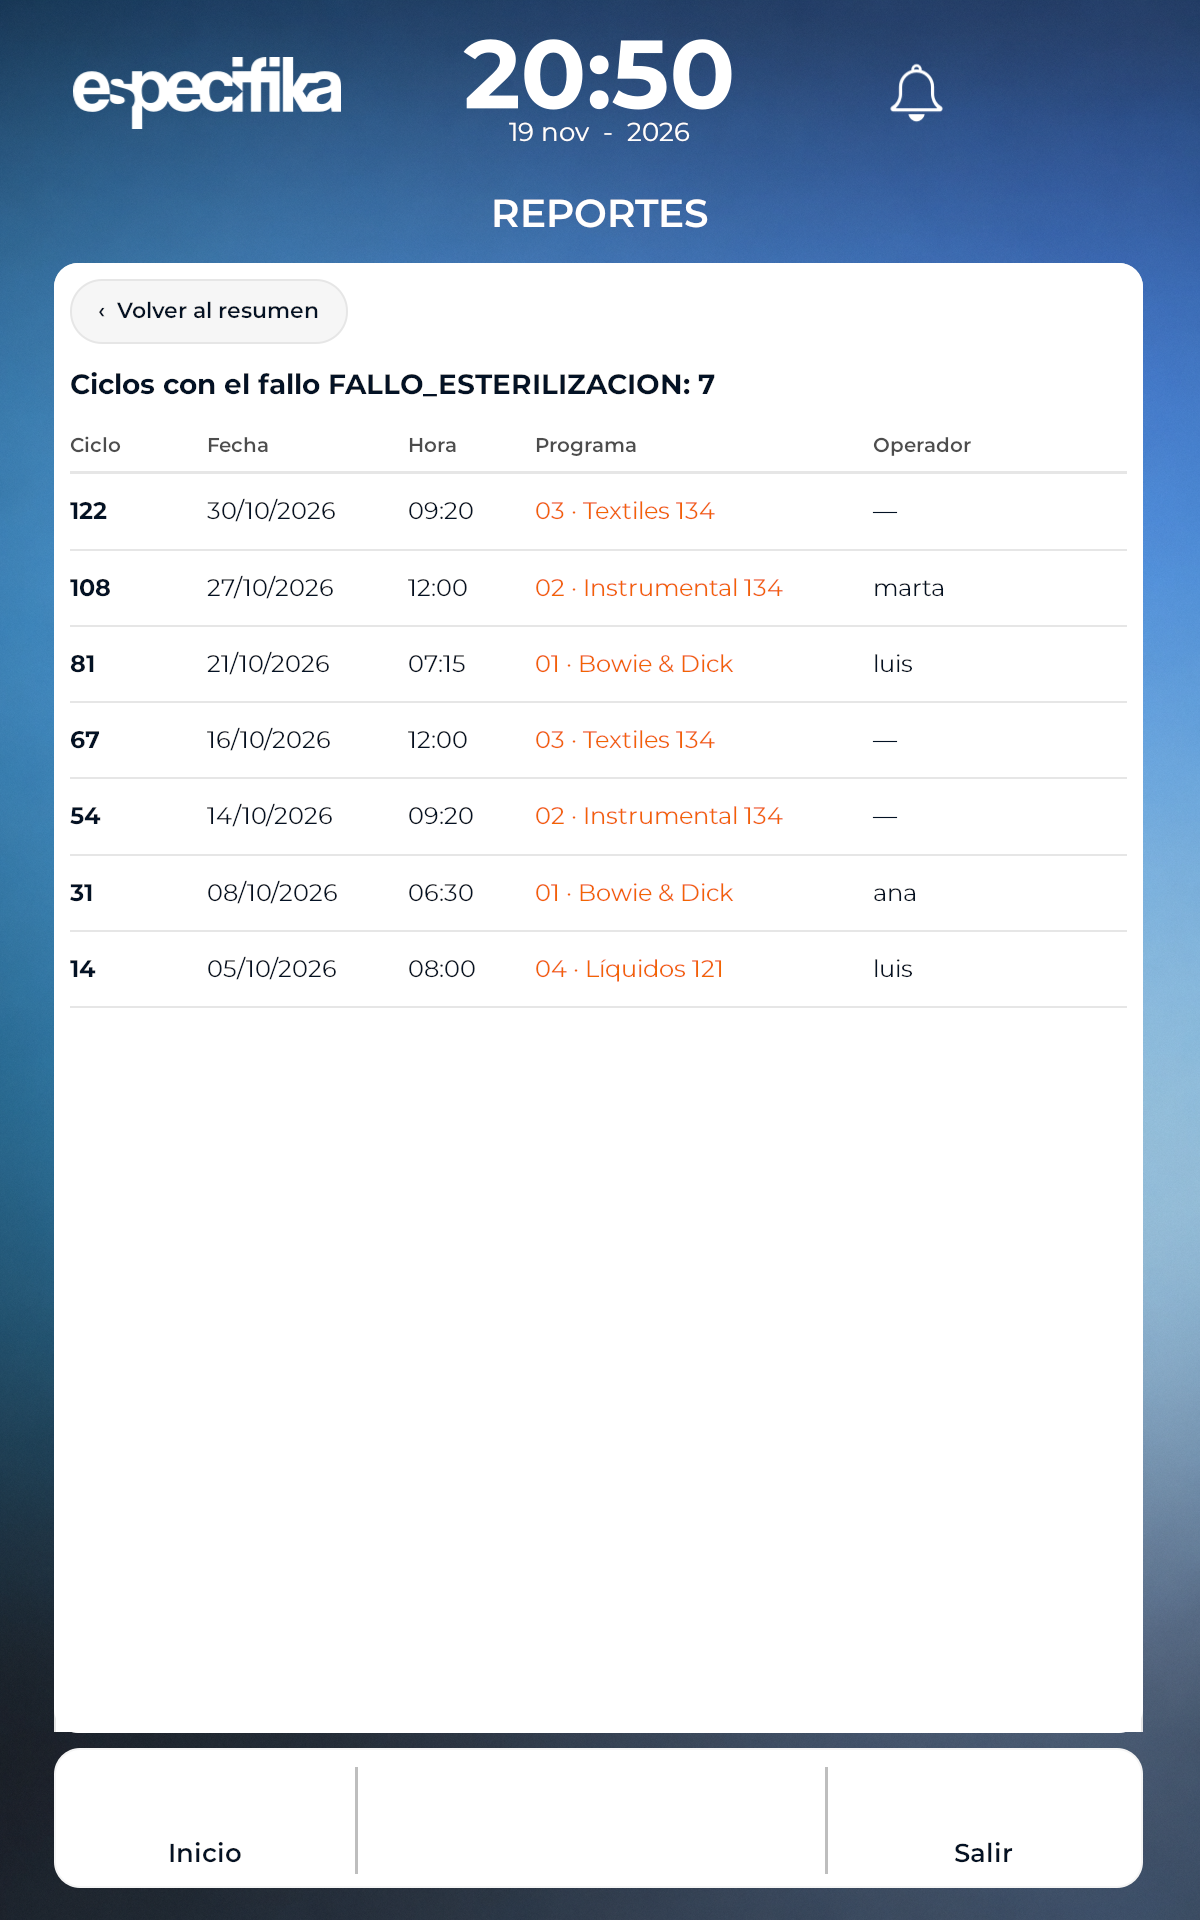 especifika
20:50
19 nov - 2026
REPORTES
‹ Volver al resumen
Ciclos con el fallo FALLO_ESTERILIZACION: 7
Ciclo Fecha Hora Programa Operador
122 30/10/2026 09:20 03 · Textiles 134 —
108 27/10/2026 12:00 02 · Instrumental 134 marta
81 21/10/2026 07:15 01 · Bowie & Dick luis
67 16/10/2026 12:00 03 · Textiles 134 —
54 14/10/2026 09:20 02 · Instrumental 134 —
31 08/10/2026 06:30 01 · Bowie & Dick ana
14 05/10/2026 08:00 04 · Líquidos 121 luis
Inicio Salir